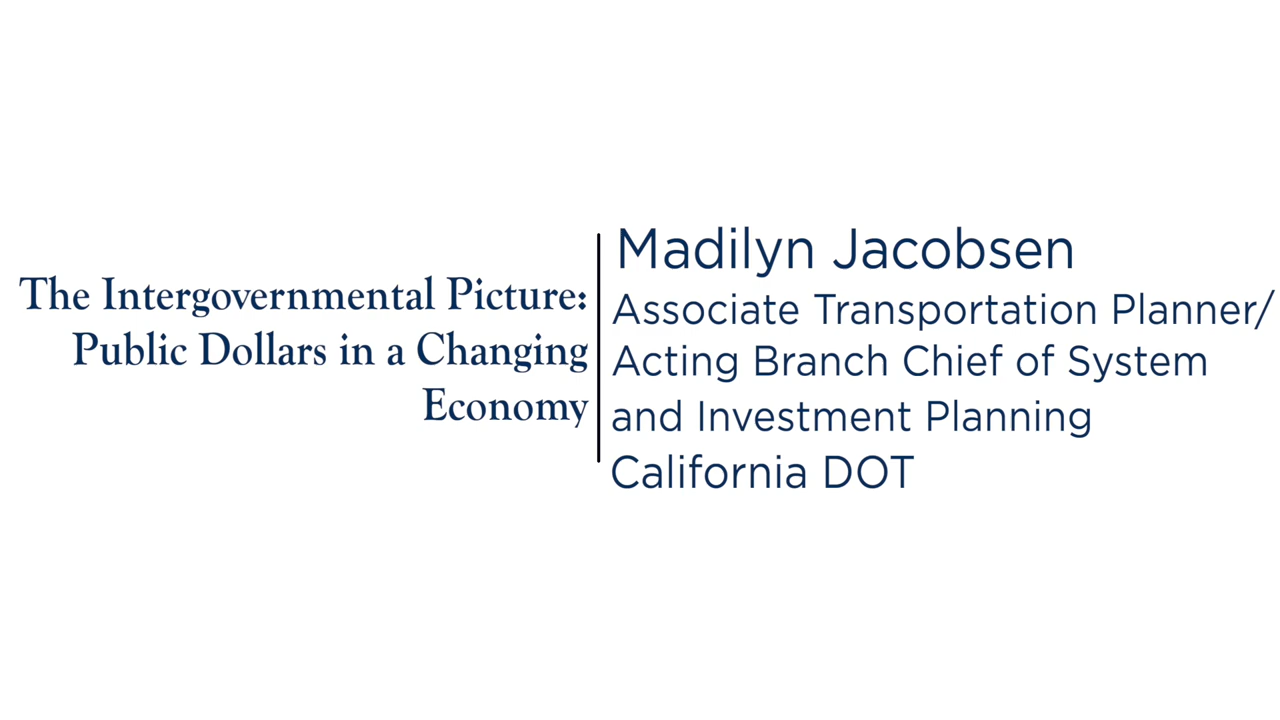 The Intergovernmental Picture:
Public Dollars in a Changing
Economy
Madilyn Jacobsen
Associate Transportation Planner/
Acting Branch Chief of System
and Investment Planning
California DOT